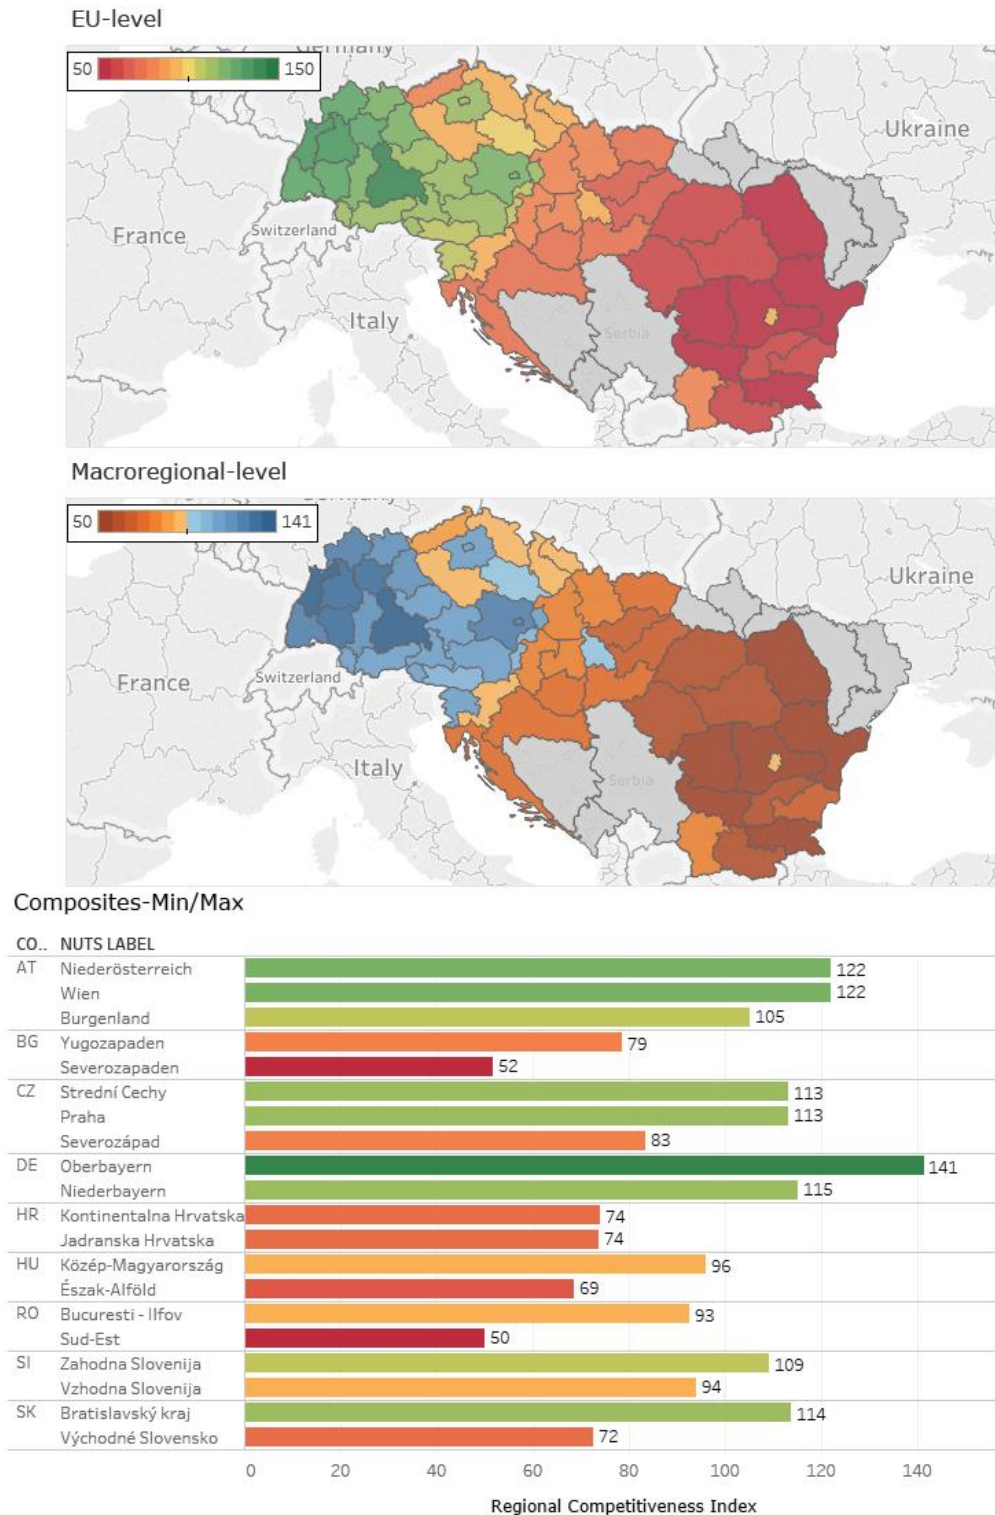 EU-level
Germany
50 150
Ukraine
France
Switzerland
Italy
Serbia
Macroregional-level
Germany
50 141
Ukraine
France
Switzerland
Italy
Serbia
Composites-Min/Max
CO.. NUTS LABEL
AT Niederösterreich 122
Wien 122
Burgenland 105
BG Yugozapaden 79
Severozapaden 52
CZ Strední Cechy 113
Praha 113
Severozápad 83
DE Oberbayern 141
Niederbayern 115
HR Kontinentalna Hrvatska 74
Jadranska Hrvatska 74
HU Közép-Magyarország 96
Észak-Alföld 69
RO Bucuresti - Ilfov 93
Sud-Est 50
SI Zahodna Slovenija 109
Vzhodna Slovenija 94
SK Bratislavský kraj 114
Východné Slovensko 72
0 20 40 60 80 100 120 140
Regional Competitiveness Index